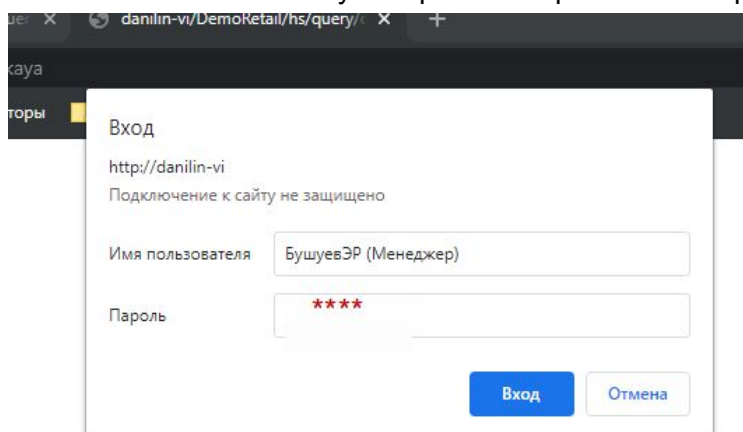 danilin-vi/DemoRetail/hs/query/
kaya
торы
Вход
http://danilin-vi
Подключение к сайту не защищено
Имя пользователя БушуевЭР (Менеджер)
Пароль ****
Вход Отмена